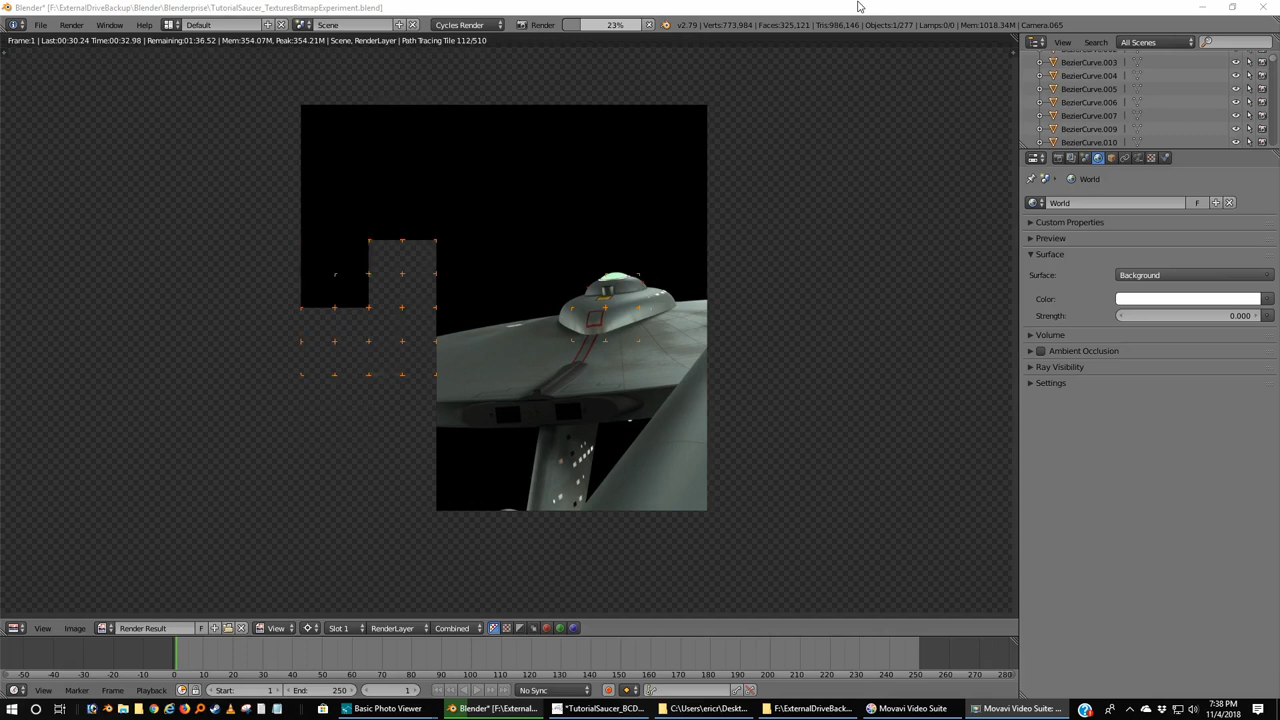 Blender* [F:\ExternalDriveBackup\Blender\Blenderprise\TutorialSaucer_TexturesBitmapExperiment.blend]
File Render Window Help Default Scene Cycles Render Render 23% v2.79 | Verts:773,984 | Faces:325,121 | Tris:986,146 | Objects:1/277 | Lamps:0/0 | Mem:1018.34M | Camera.065
Frame:1 | Last:00:30.24 Time:00:32.98 | Remaining:01:36.52 | Mem:354.07M, Peak:354.21M | Scene, RenderLayer | Path Tracing Tile 112/510
View Search All Scenes
BezierCurve.003
BezierCurve.004
BezierCurve.005
BezierCurve.006
BezierCurve.007
BezierCurve.009
BezierCurve.010
World
World F
Custom Properties
Preview
Surface
Surface: Background
Color:
Strength: 0.000
Volume
Ambient Occlusion
Ray Visibility
Settings
View Image Render Result F View Slot 1 RenderLayer Combined
-50 -40 -30 -20 -10 0 10 20 30 40 50 60 70 80 90 100 110 120 130 140 150 160 170 180 190 200 210 220 230 240 250 260 270 280
View Marker Frame Playback Start: 1 End: 250 1 No Sync
Basic Photo Viewer Blender* [F:\External... *TutorialSaucer_BCD... C:\Users\ericr\Deskt... F:\ExternalDriveBack... Movavi Video Suite Movavi Video Suite: ... 7:38 PM
11/4/2018